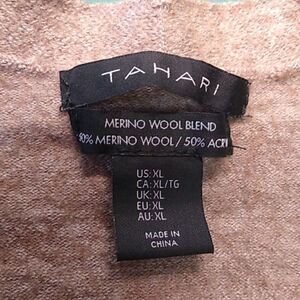 TAHARI
MERINO WOOL BLEND
50% MERINO WOOL / 50% ACR
US: XL
CA: XL/TG
UK: XL
EU: XL
AU: XL
MADE IN
CHINA